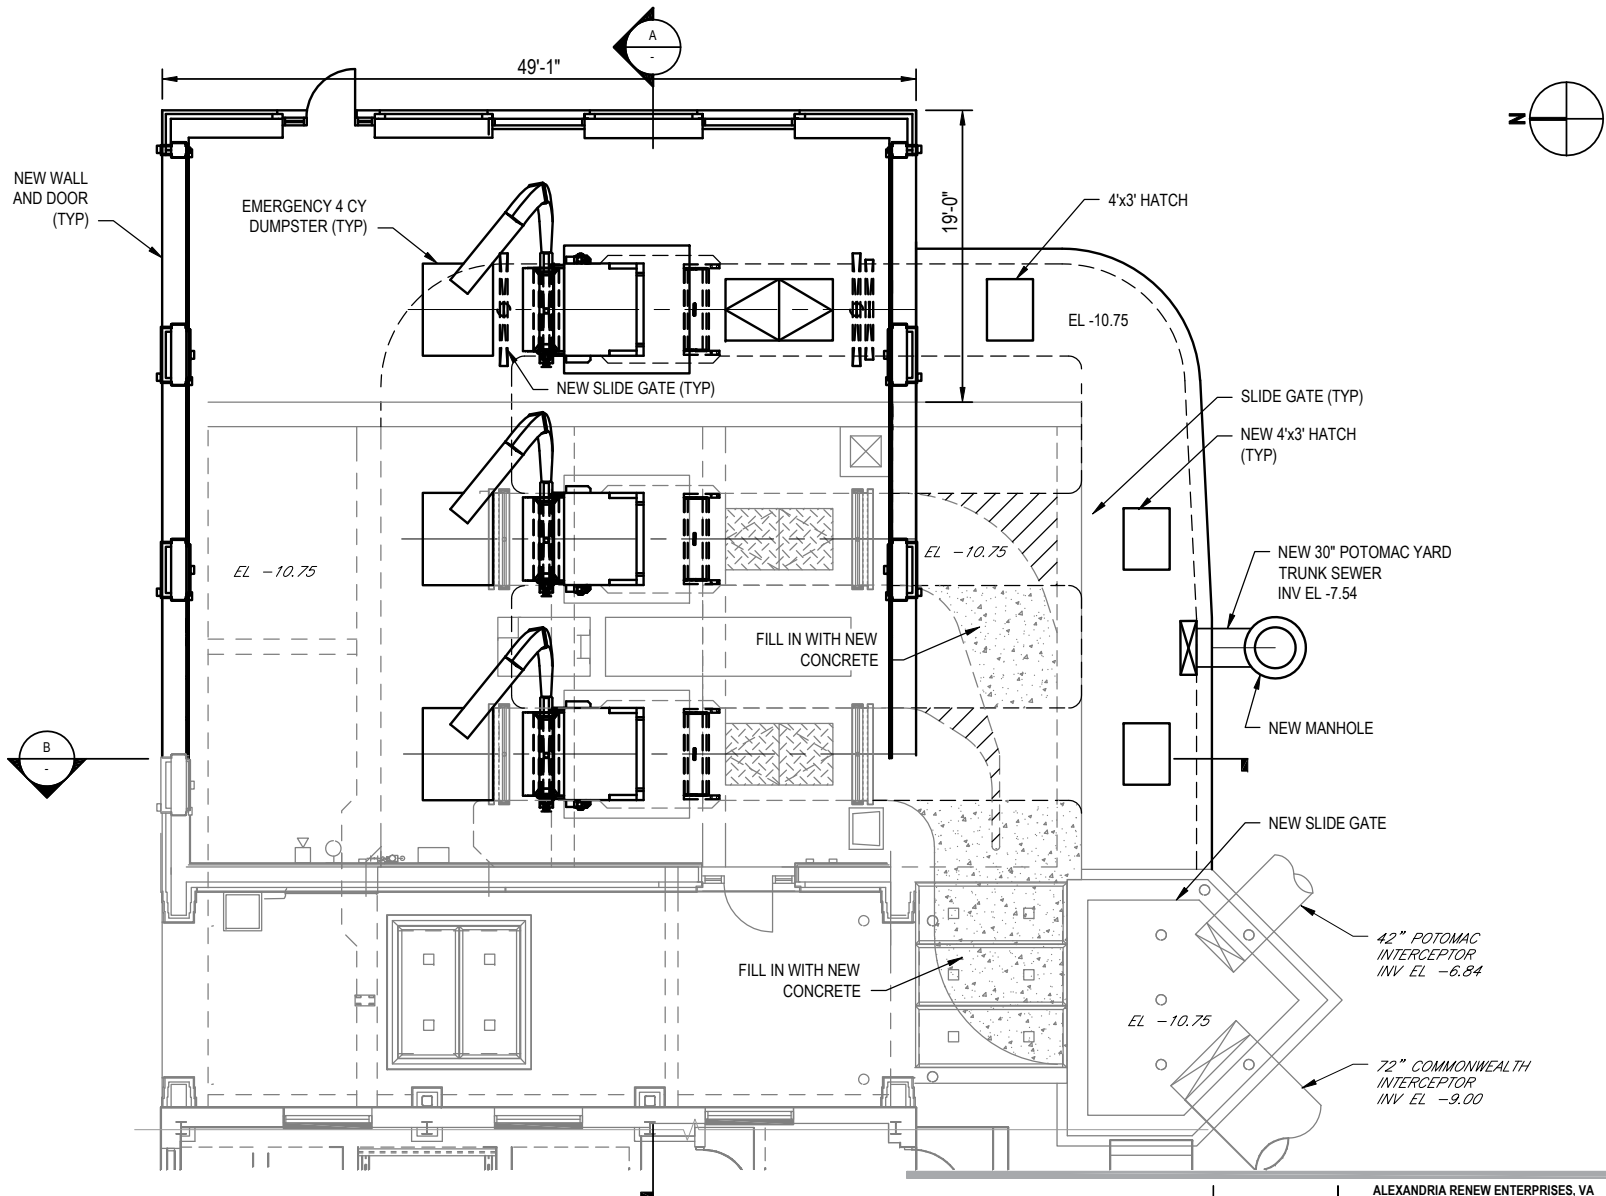 A
-
49'-1"
N
NEW WALL
AND DOOR
(TYP)
EMERGENCY 4 CY
DUMPSTER (TYP)
19'-0"
4'x3' HATCH
EL -10.75
NEW SLIDE GATE (TYP)
SLIDE GATE (TYP)
NEW 4'x3' HATCH
(TYP)
EL -10.75
EL -10.75
NEW 30" POTOMAC YARD
TRUNK SEWER
INV EL -7.54
FILL IN WITH NEW
CONCRETE
NEW MANHOLE
B
-
NEW SLIDE GATE
42" POTOMAC
INTERCEPTOR
INV EL -6.84
FILL IN WITH NEW
CONCRETE
EL -10.75
72" COMMONWEALTH
INTERCEPTOR
INV EL -9.00
ALEXANDRIA RENEW ENTERPRISES, VA